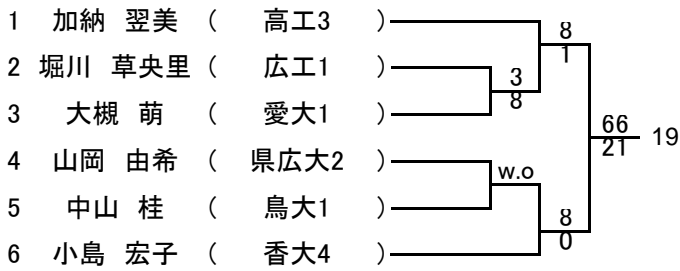 1 加納 翌美 ( 高工3 )
8
1
2 堀川 草央里 ( 広工1 )
3
8
3 大槻 萌 ( 愛大1 )
66
21
19
4 山岡 由希 ( 県広大2 )
w.o
5 中山 桂 ( 鳥大1 )
8
0
6 小島 宏子 ( 香大4 )